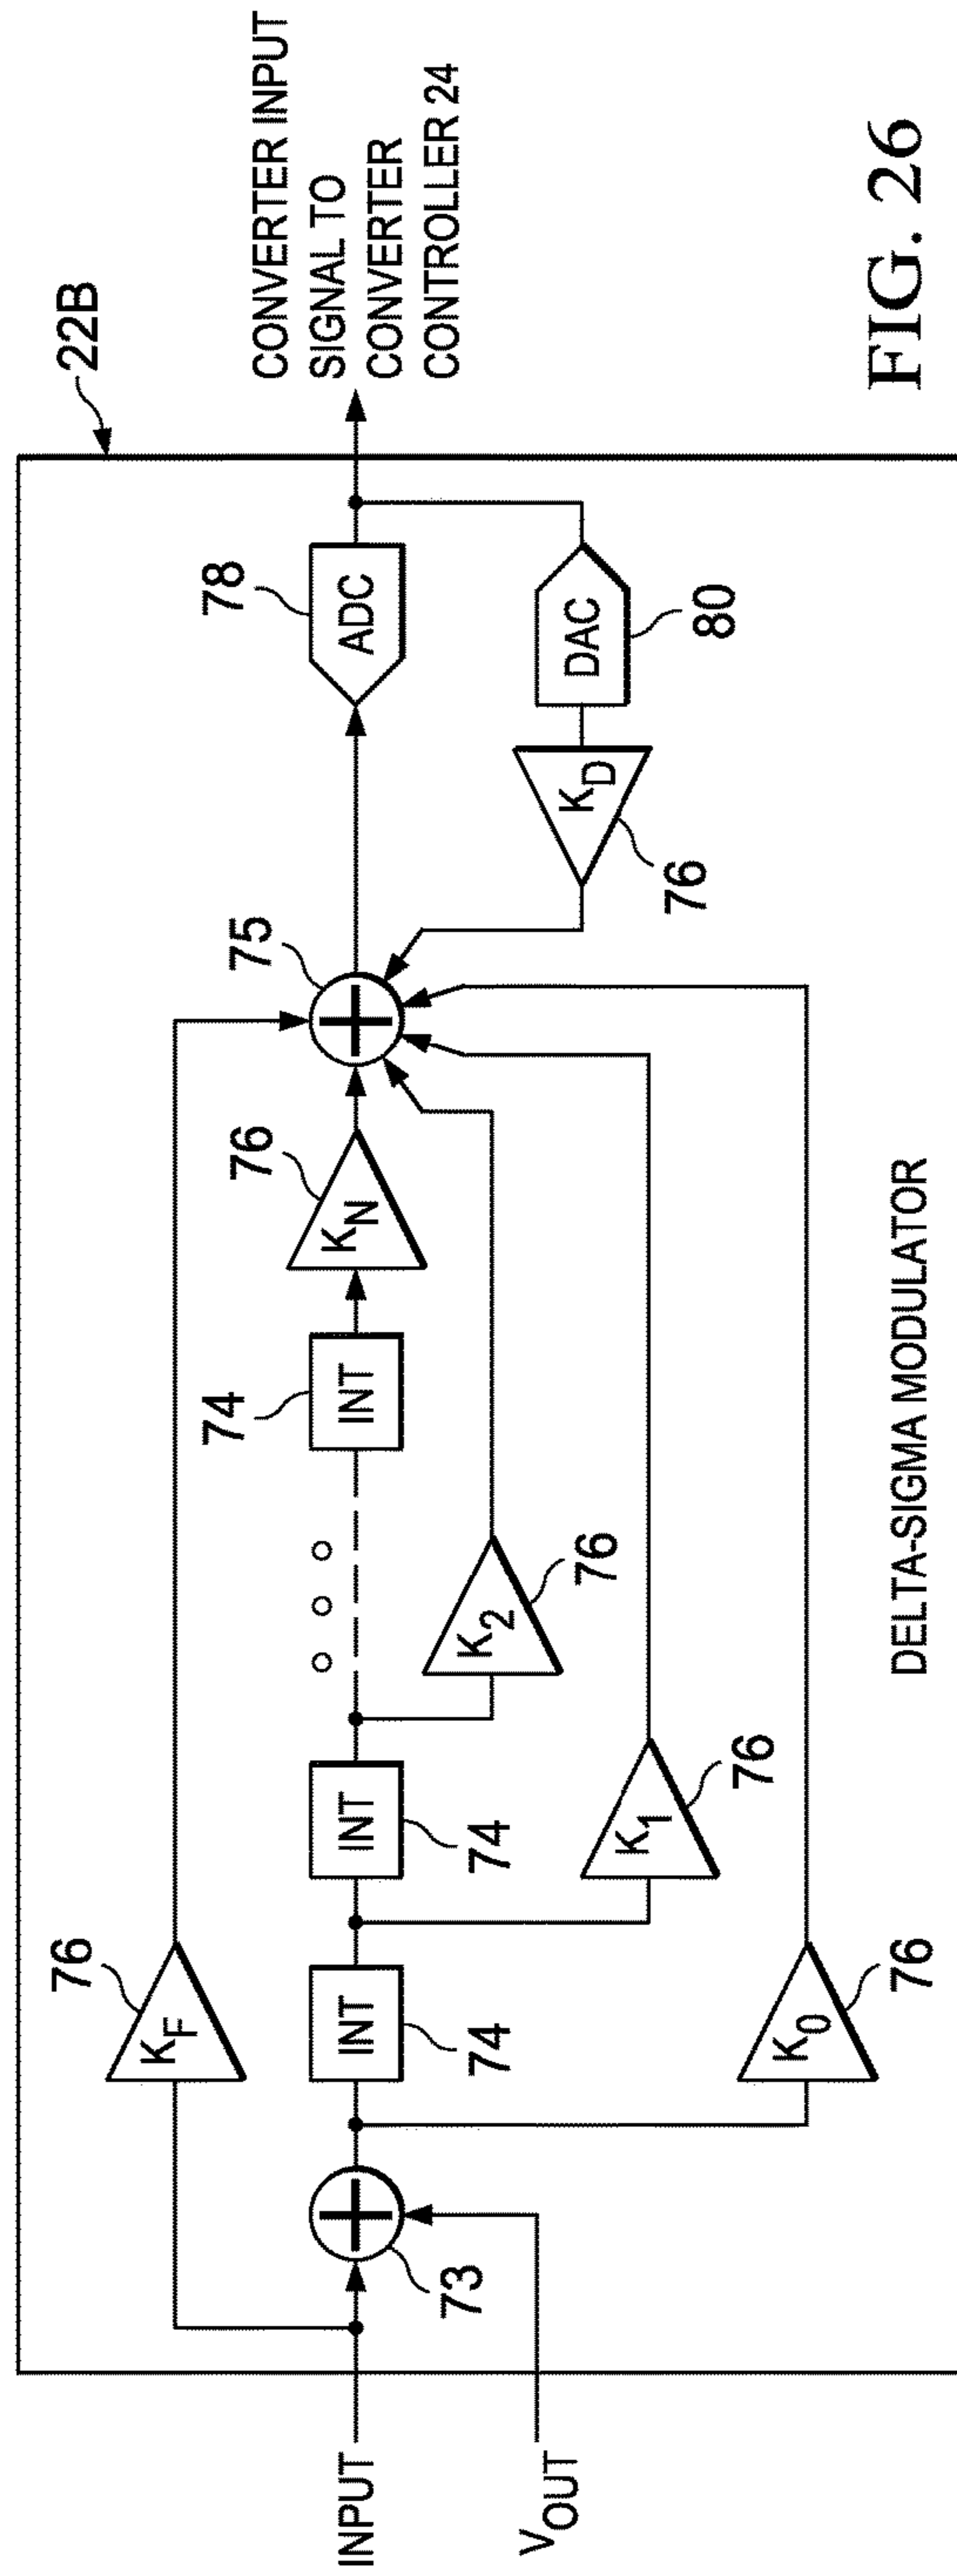 22B
CONVERTER INPUT
SIGNAL TO
CONVERTER
CONTROLLER 24
INPUT
V_OUT
73
K_F
76
INT
74
INT
74
K_0
76
K_1
76
K_2
76
INT
74
K_N
76
75
ADC
78
DAC
80
K_D
76
DELTA-SIGMA MODULATOR
FIG. 26